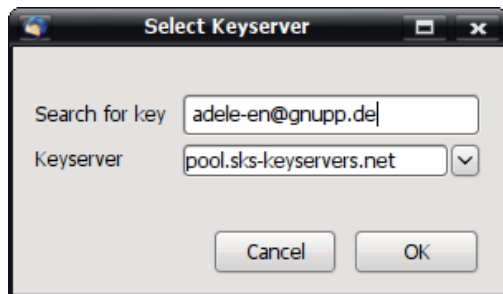 Select Keyserver
Search for key adele-en@gnupp.de
Keyserver pool.sks-keyservers.net
Cancel OK